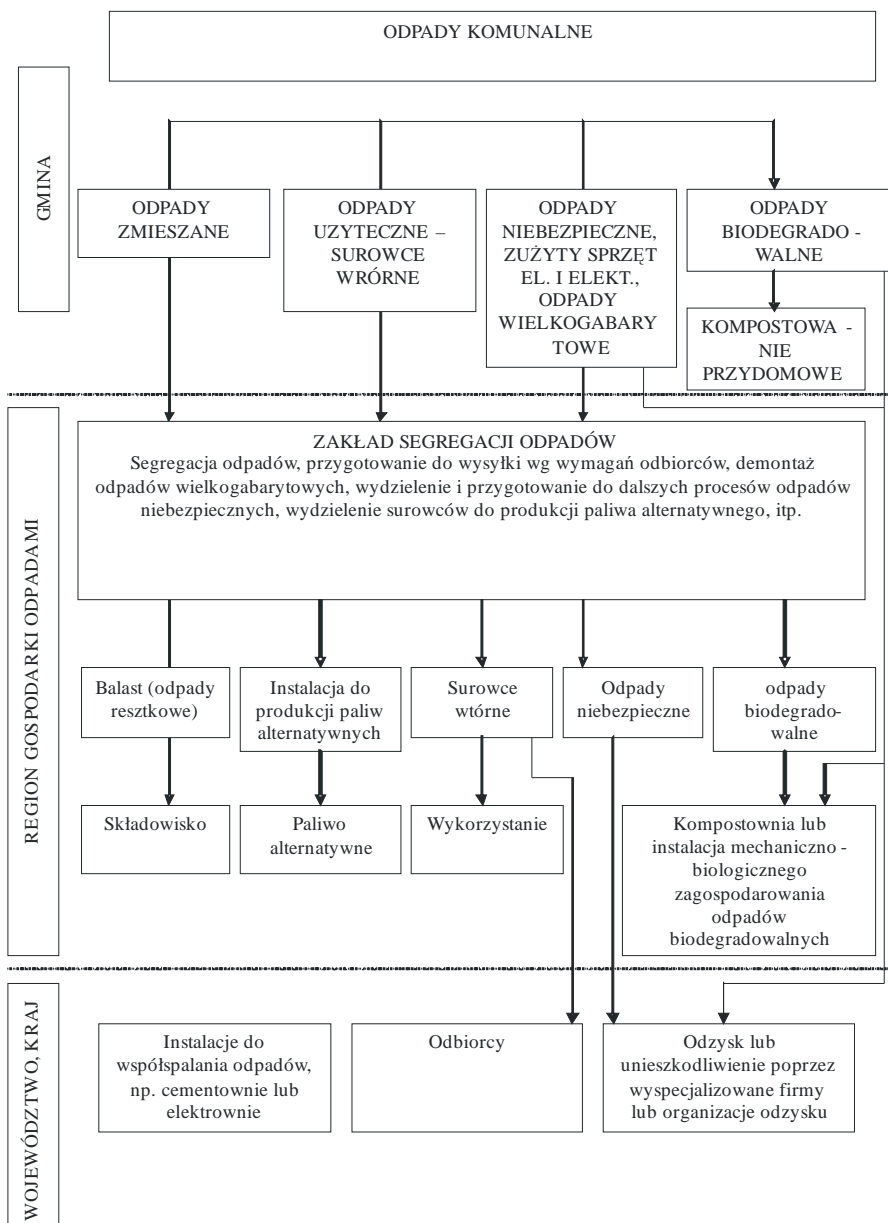 ODPADY KOMUNALNE
GMINA
ODPADY
ZMIESZANE
ODPADY
UZYTECZNE –
SUROWCE
WRÓRNE
ODPADY
NIEBEZPIECZNE,
ZUŻYTY SPRZĘT
EL. I ELEKT.,
ODPADY
WIELKOGABARY
TOWE
ODPADY
BIODEGRADO -
WALNE
KOMPOSTOWA -
NIE
PRZYDOMOWE
REGION GOSPODARKI ODPADAMI
ZAKŁAD SEGREGACJI ODPADÓW
Segregacja odpadów, przygotowanie do wysyłki wg wymagań odbiorców, demontaż
odpadów wielkogabarytowych, wydzielenie i przygotowanie do dalszych procesów odpadów
niebezpiecznych, wydzielenie surowców do produkcji paliwa alternatywnego, itp.
Balast (odpady
resztkowe)
Instalacja do
produkcji paliw
alternatywnych
Surowce
wtórne
Odpady
niebezpieczne
odpady
biodegrado-
walne
Składowisko
Paliwo
alternatywne
Wykorzystanie
Kompostownia lub
instalacja mechaniczno -
biologicznego
zagospodarowania
odpadów
biodegradowalnych
WOJEWÓDZTWO, KRAJ
Instalacje do
współspalania odpadów,
np. cementownie lub
elektrownie
Odbiorcy
Odzysk lub
unieszkodliwienie poprzez
wyspecjalizowane firmy
lub organizacje odzysku